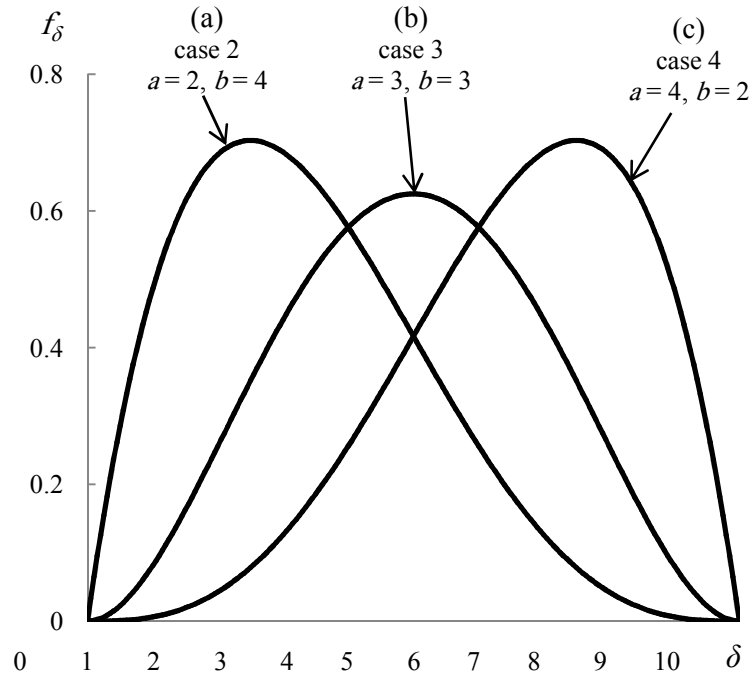 f_δ
(a)
case 2
a = 2, b = 4
(b)
case 3
a = 3, b = 3
(c)
case 4
a = 4, b = 2
0.8
0.6
0.4
0.2
0
0 1 2 3 4 5 6 7 8 9 10 δ